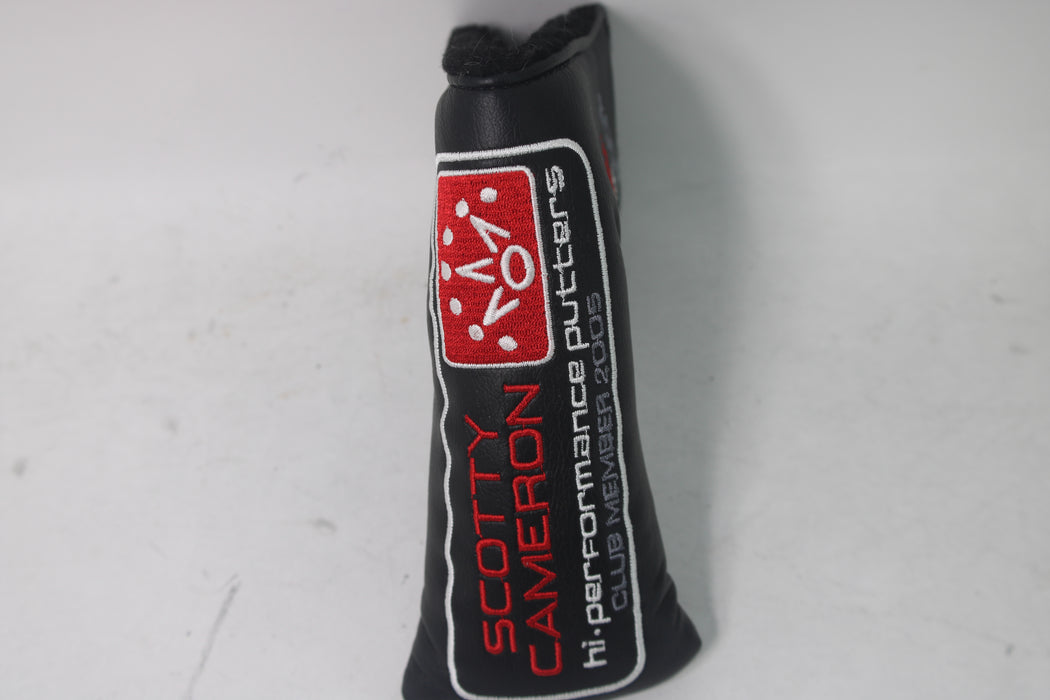 SCOTTY
CAMERON
hi·performance putters
CLUB MEMBER 2005